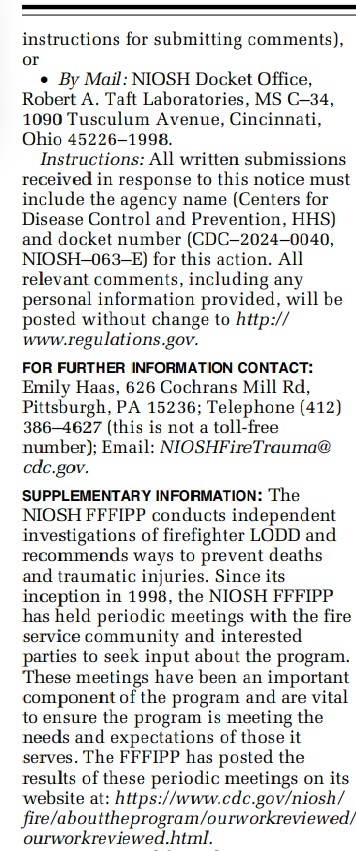 instructions for submitting comments),
or
• By Mail: NIOSH Docket Office,
Robert A. Taft Laboratories, MS C–34,
1090 Tusculum Avenue, Cincinnati,
Ohio 45226–1998.
Instructions: All written submissions
received in response to this notice must
include the agency name (Centers for
Disease Control and Prevention, HHS)
and docket number (CDC–2024–0040,
NIOSH–063–E) for this action. All
relevant comments, including any
personal information provided, will be
posted without change to http://
www.regulations.gov.
FOR FURTHER INFORMATION CONTACT:
Emily Haas, 626 Cochrans Mill Rd,
Pittsburgh, PA 15236; Telephone (412)
386–4627 (this is not a toll-free
number); Email: NIOSHFireTrauma@
cdc.gov.
SUPPLEMENTARY INFORMATION: The
NIOSH FFFIPP conducts independent
investigations of firefighter LODD and
recommends ways to prevent deaths
and traumatic injuries. Since its
inception in 1998, the NIOSH FFFIPP
has held periodic meetings with the fire
service community and interested
parties to seek input about the program.
These meetings have been an important
component of the program and are vital
to ensure the program is meeting the
needs and expectations of those it
serves. The FFFIPP has posted the
results of these periodic meetings on its
website at: https://www.cdc.gov/niosh/
fire/abouttheprogram/ourworkreviewed/
ourworkreviewed.html.